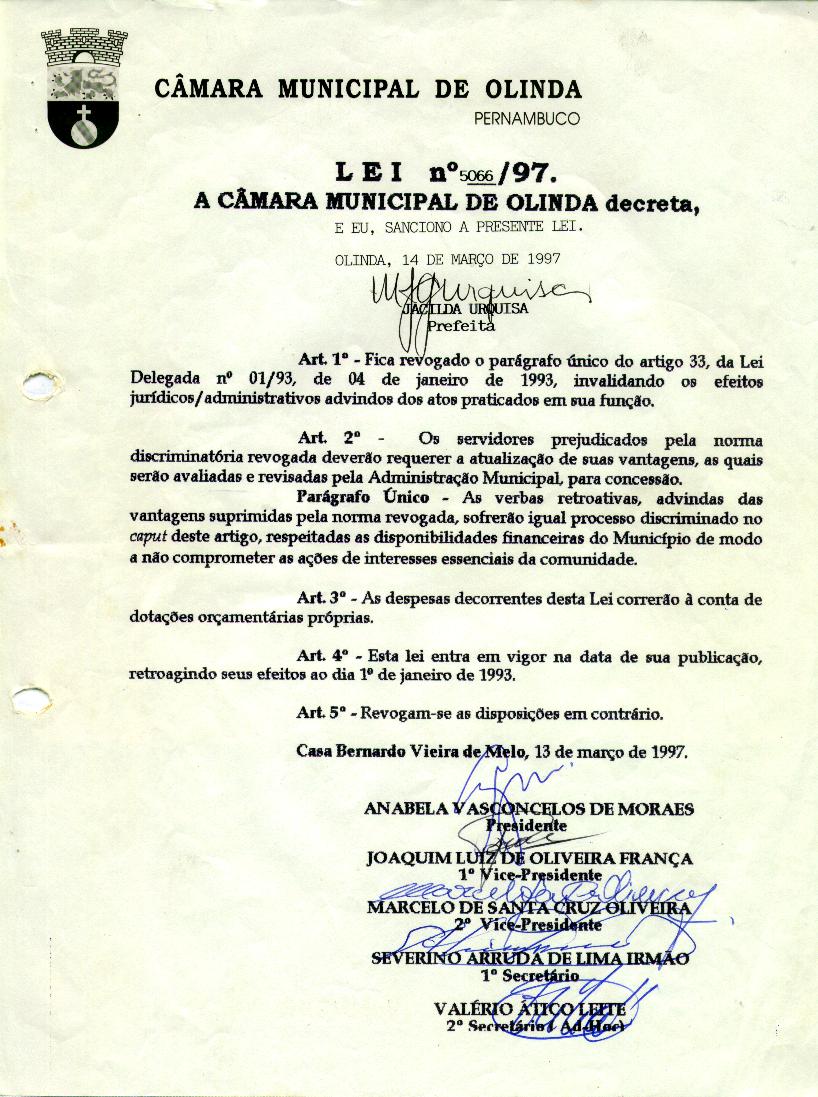 CÂMARA MUNICIPAL DE OLINDA
PERNAMBUCO
LEI nº 5066/97.
A CÂMARA MUNICIPAL DE OLINDA decreta,
E EU, SANCIONO A PRESENTE LEI.
OLINDA, 14 DE MARÇO DE 1997
JACILDA URQUISA
Prefeita
Art. 1º - Fica revogado o parágrafo único do artigo 33, da Lei
Delegada nº 01/93, de 04 de janeiro de 1993, invalidando os efeitos
jurídicos/administrativos advindos dos atos praticados em sua função.
Art. 2º - Os servidores prejudicados pela norma
discriminatória revogada deverão requerer a atualização de suas vantagens, as quais
serão avaliadas e revisadas pela Administração Municipal, para concessão.
Parágrafo Único - As verbas retroativas, advindas das
vantagens suprimidas pela norma revogada, sofrerão igual processo discriminado no
caput deste artigo, respeitadas as disponibilidades financeiras do Município de modo
a não comprometer as ações de interesses essenciais da comunidade.
Art. 3º - As despesas decorrentes desta Lei correrão à conta de
dotações orçamentárias próprias.
Art. 4º - Esta lei entra em vigor na data de sua publicação,
retroagindo seus efeitos ao dia 1º de janeiro de 1993.
Art. 5º - Revogam-se as disposições em contrário.
Casa Bernardo Vieira de Melo, 13 de março de 1997.
ANABELA VASCONCELOS DE MORAES
Presidente
JOAQUIM LUIZ DE OLIVEIRA FRANÇA
1º Vice-Presidente
MARCELO DE SANTA CRUZ OLIVEIRA
2º Vice-Presidente
SEVERINO ARRUDA DE LIMA IRMÃO
1º Secretário
VALÉRIO ÁTICO LEITE
2º Secretário ( Ad-Hoc)